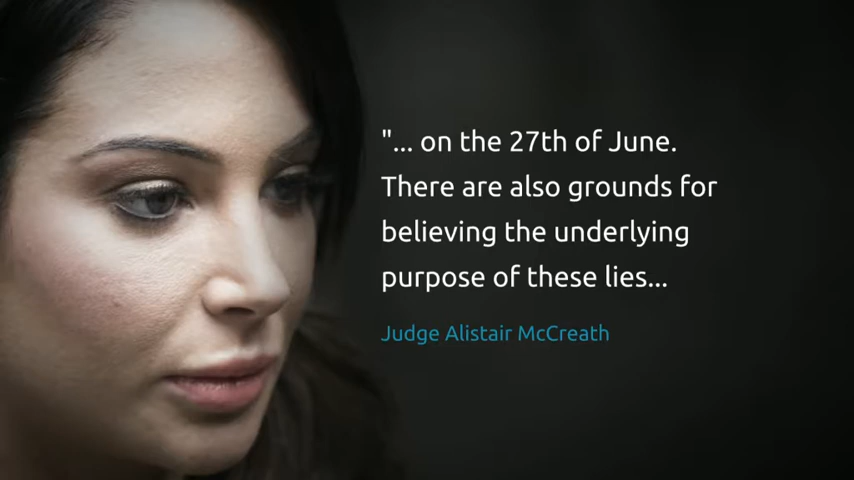 "... on the 27th of June.
There are also grounds for
believing the underlying
purpose of these lies...
Judge Alistair McCreath